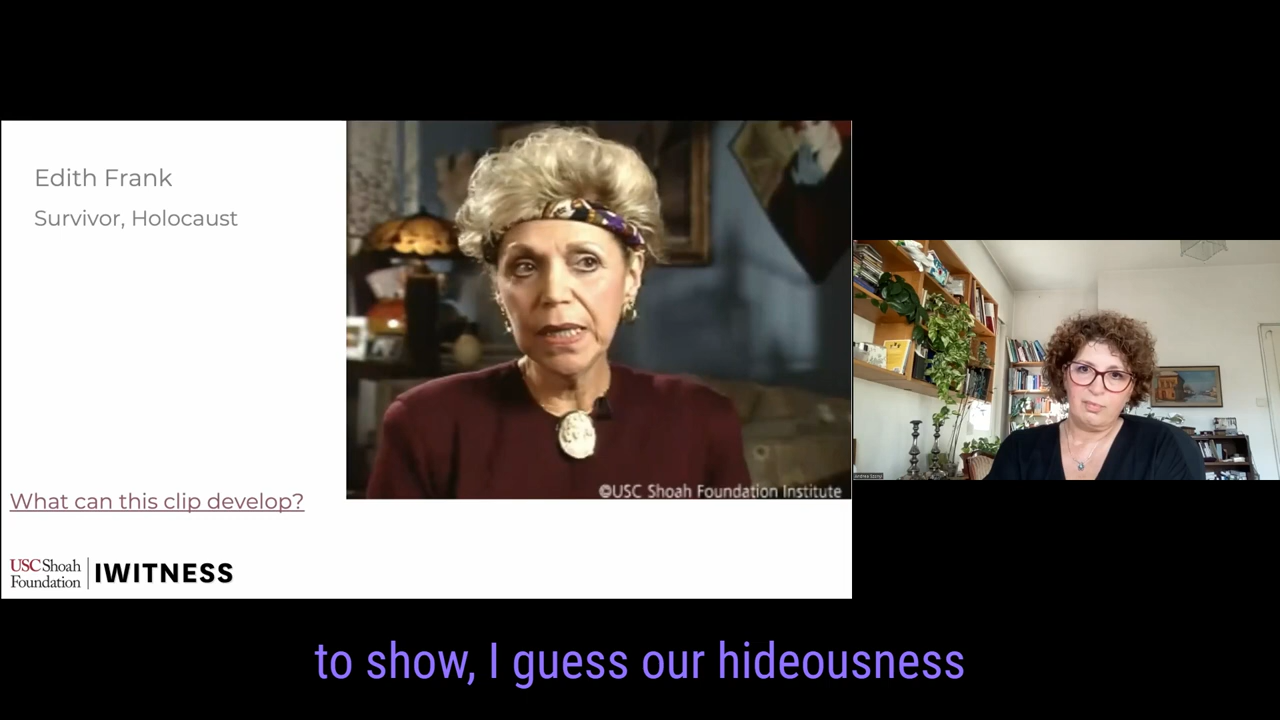 Edith Frank
Survivor, Holocaust
©USC Shoah Foundation Institute
What can this clip develop?
USC Shoah
Foundation
IWITNESS
to show, I guess our hideousness